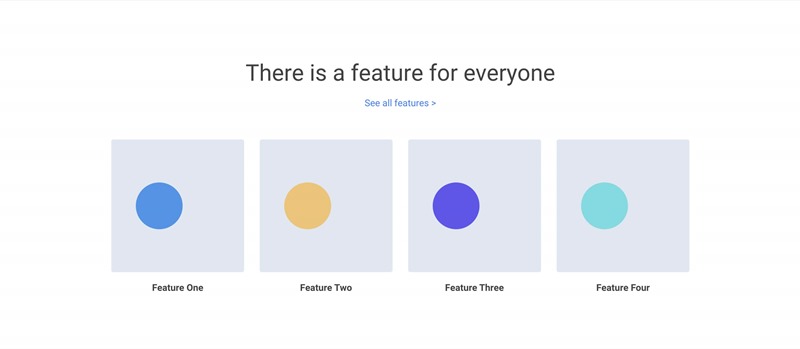 There is a feature for everyone
See all features >
Feature One
Feature Two
Feature Three
Feature Four